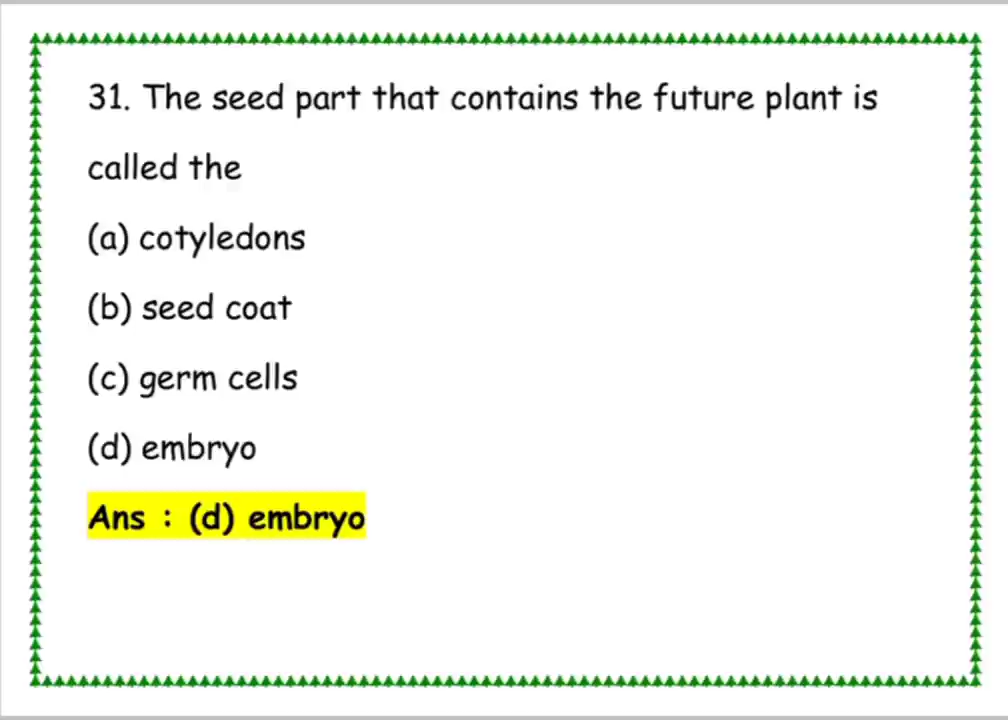 31. The seed part that contains the future plant is
called the
(a) cotyledons
(b) seed coat
(c) germ cells
(d) embryo
Ans : (d) embryo